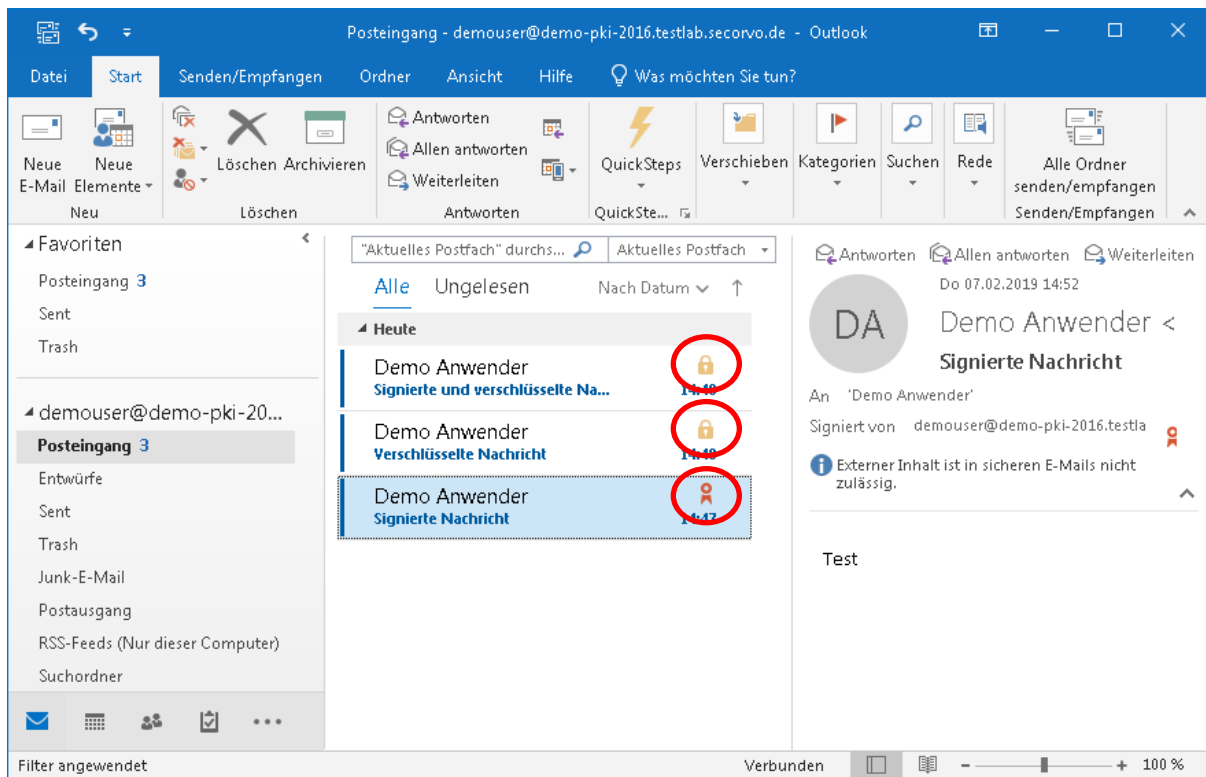 Posteingang - demouser@demo-pki-2016.testlab.secorvo.de - Outlook
Datei Start Senden/Empfangen Ordner Ansicht Hilfe Was möchten Sie tun?
Neue E-Mail
Neue Elemente
Neu
Löschen Archivieren
Löschen
Antworten
Allen antworten
Weiterleiten
Antworten
QuickSteps
QuickSte...
Verschieben
Kategorien
Suchen
Rede
Alle Ordner
senden/empfangen
Senden/Empfangen
Favoriten
Posteingang 3
Sent
Trash
demouser@demo-pki-20...
Posteingang 3
Entwürfe
Sent
Trash
Junk-E-Mail
Postausgang
RSS-Feeds (Nur dieser Computer)
Suchordner
"Aktuelles Postfach" durchs... Aktuelles Postfach
Alle Ungelesen Nach Datum
Heute
Demo Anwender
Signierte und verschlüsselte Na...
Demo Anwender
Verschlüsselte Nachricht
Demo Anwender
Signierte Nachricht 14:47
Antworten Allen antworten Weiterleiten
Do 07.02.2019 14:52
DA
Demo Anwender <
Signierte Nachricht
An 'Demo Anwender'
Signiert von demouser@demo-pki-2016.testla
Externer Inhalt ist in sicheren E-Mails nicht
zulässig.
Test
Filter angewendet Verbunden 100 %